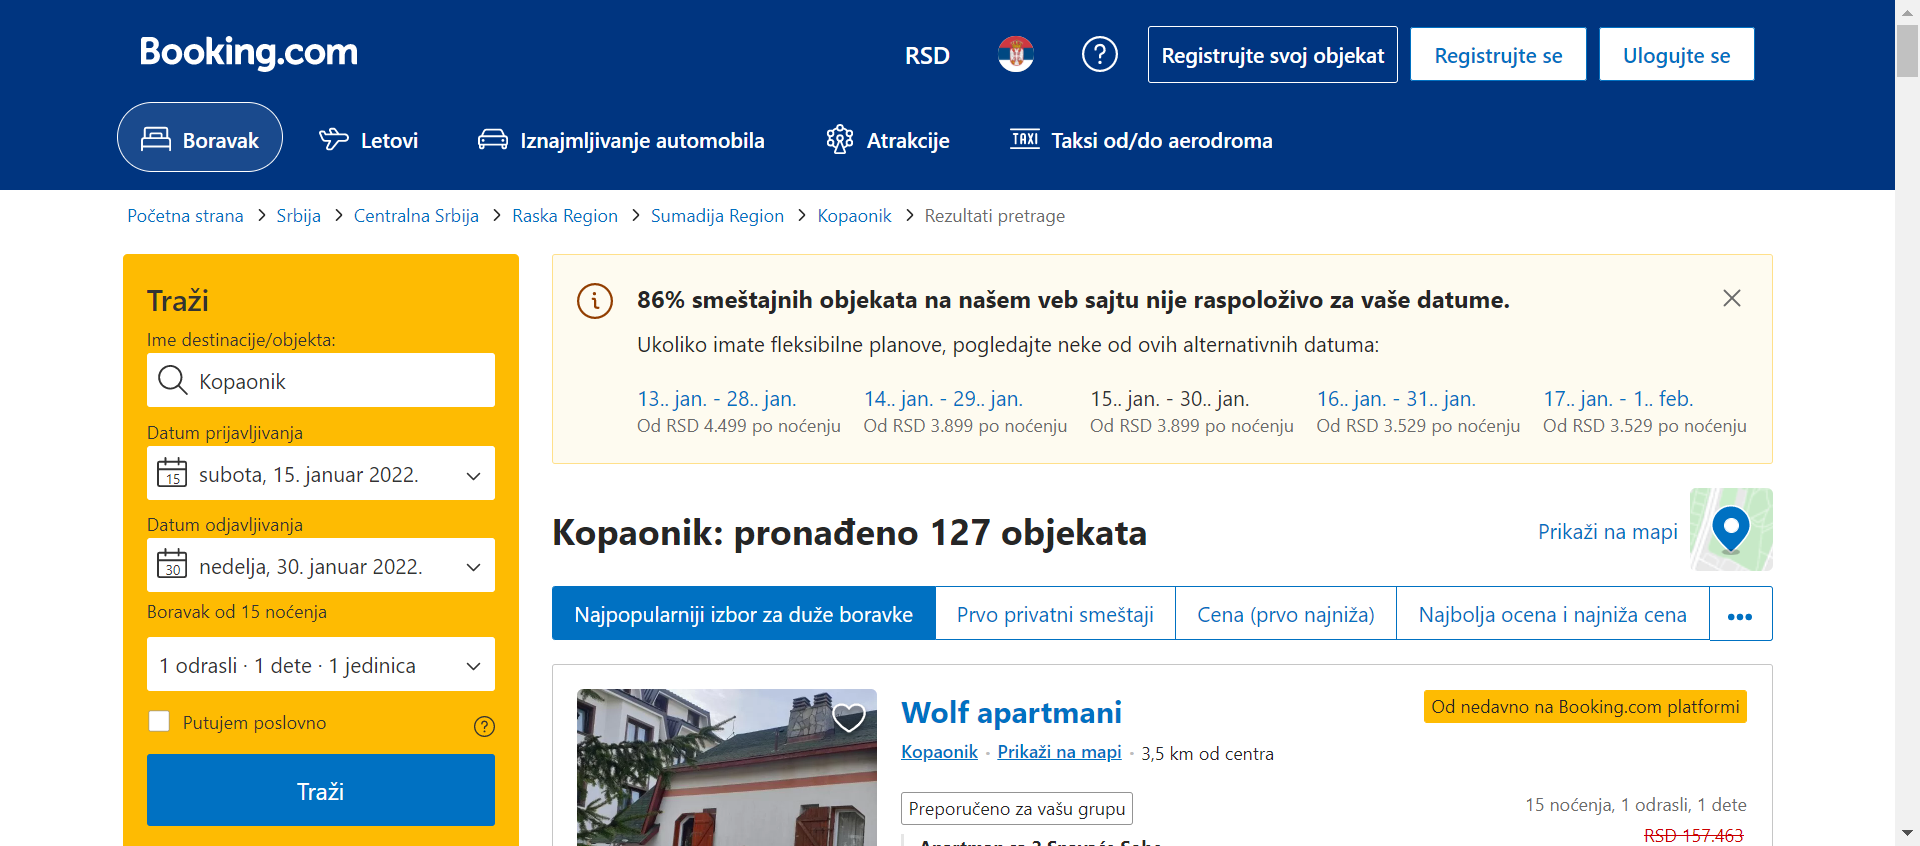 Booking.com
RSD
Registrujte svoj objekat
Registrujte se
Ulogujte se
Boravak
Letovi
Iznajmljivanje automobila
Atrakcije
TAXI Taksi od/do aerodroma
Početna strana > Srbija > Centralna Srbija > Raska Region > Sumadija Region > Kopaonik > Rezultati pretrage
Traži
Ime destinacije/objekta:
Kopaonik
Datum prijavljivanja
15 subota, 15. januar 2022.
Datum odjavljivanja
30 nedelja, 30. januar 2022.
Boravak od 15 noćenja
1 odrasli · 1 dete · 1 jedinica
Putujem poslovno
Traži
86% smeštajnih objekata na našem veb sajtu nije raspoloživo za vaše datume.
Ukoliko imate fleksibilne planove, pogledajte neke od ovih alternativnih datuma:
13.. jan. - 28.. jan.
Od RSD 4.499 po noćenju
14.. jan. - 29.. jan.
Od RSD 3.899 po noćenju
15.. jan. - 30.. jan.
Od RSD 3.899 po noćenju
16.. jan. - 31.. jan.
Od RSD 3.529 po noćenju
17.. jan. - 1.. feb.
Od RSD 3.529 po noćenju
Kopaonik: pronađeno 127 objekata
Prikaži na mapi
Najpopularniji izbor za duže boravke
Prvo privatni smeštaji
Cena (prvo najniža)
Najbolja ocena i najniža cena
Wolf apartmani
Od nedavno na Booking.com platformi
Kopaonik · Prikaži na mapi · 3,5 km od centra
Preporučeno za vašu grupu
15 noćenja, 1 odrasli, 1 dete
RSD 157.463
Apartman sa 2 Spavaće Sobe